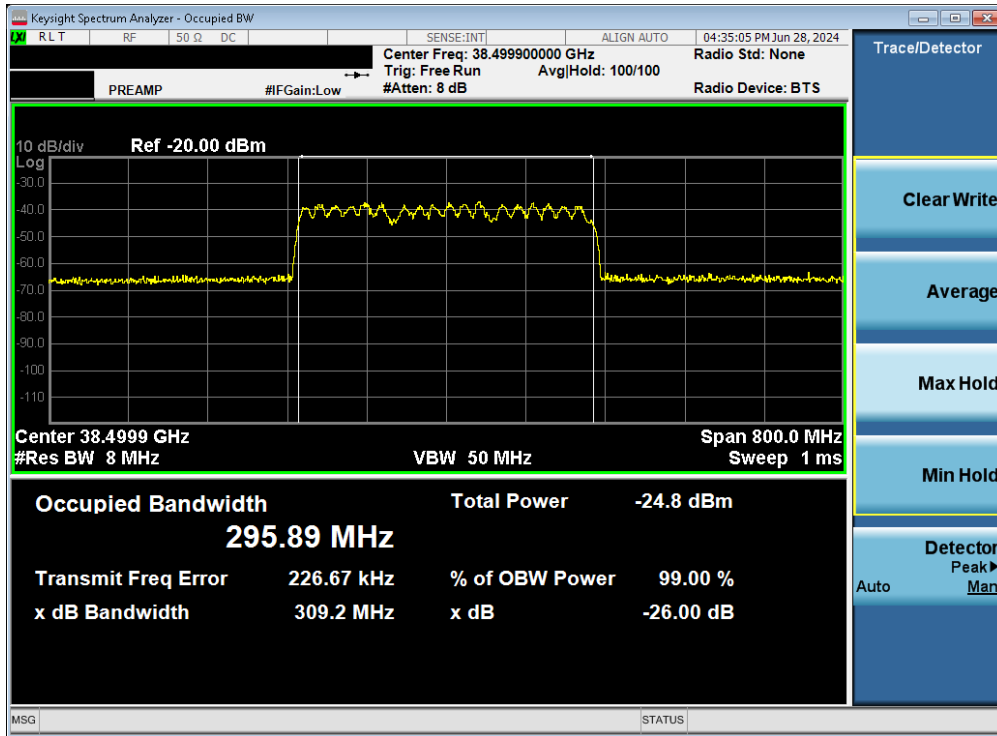 Keysight Spectrum Analyzer - Occupied BW
LXI RLT RF 50 Ω DC SENSE:INT ALIGN AUTO 04:35:05 PM Jun 28, 2024
Center Freq: 38.499900000 GHz Radio Std: None
Trig: Free Run Avg|Hold: 100/100
PREAMP #IFGain:Low #Atten: 8 dB Radio Device: BTS
10 dB/div Ref -20.00 dBm
Log
-30.0
-40.0
-50.0
-60.0
-70.0
-80.0
-90.0
-100
-110
Center 38.4999 GHz Span 800.0 MHz
#Res BW 8 MHz VBW 50 MHz Sweep 1 ms
Occupied Bandwidth Total Power -24.8 dBm
295.89 MHz
Transmit Freq Error 226.67 kHz % of OBW Power 99.00 %
x dB Bandwidth 309.2 MHz x dB -26.00 dB
MSG STATUS
Trace/Detector
Clear Write
Average
Max Hold
Min Hold
Detector
Peak▶
Auto Man